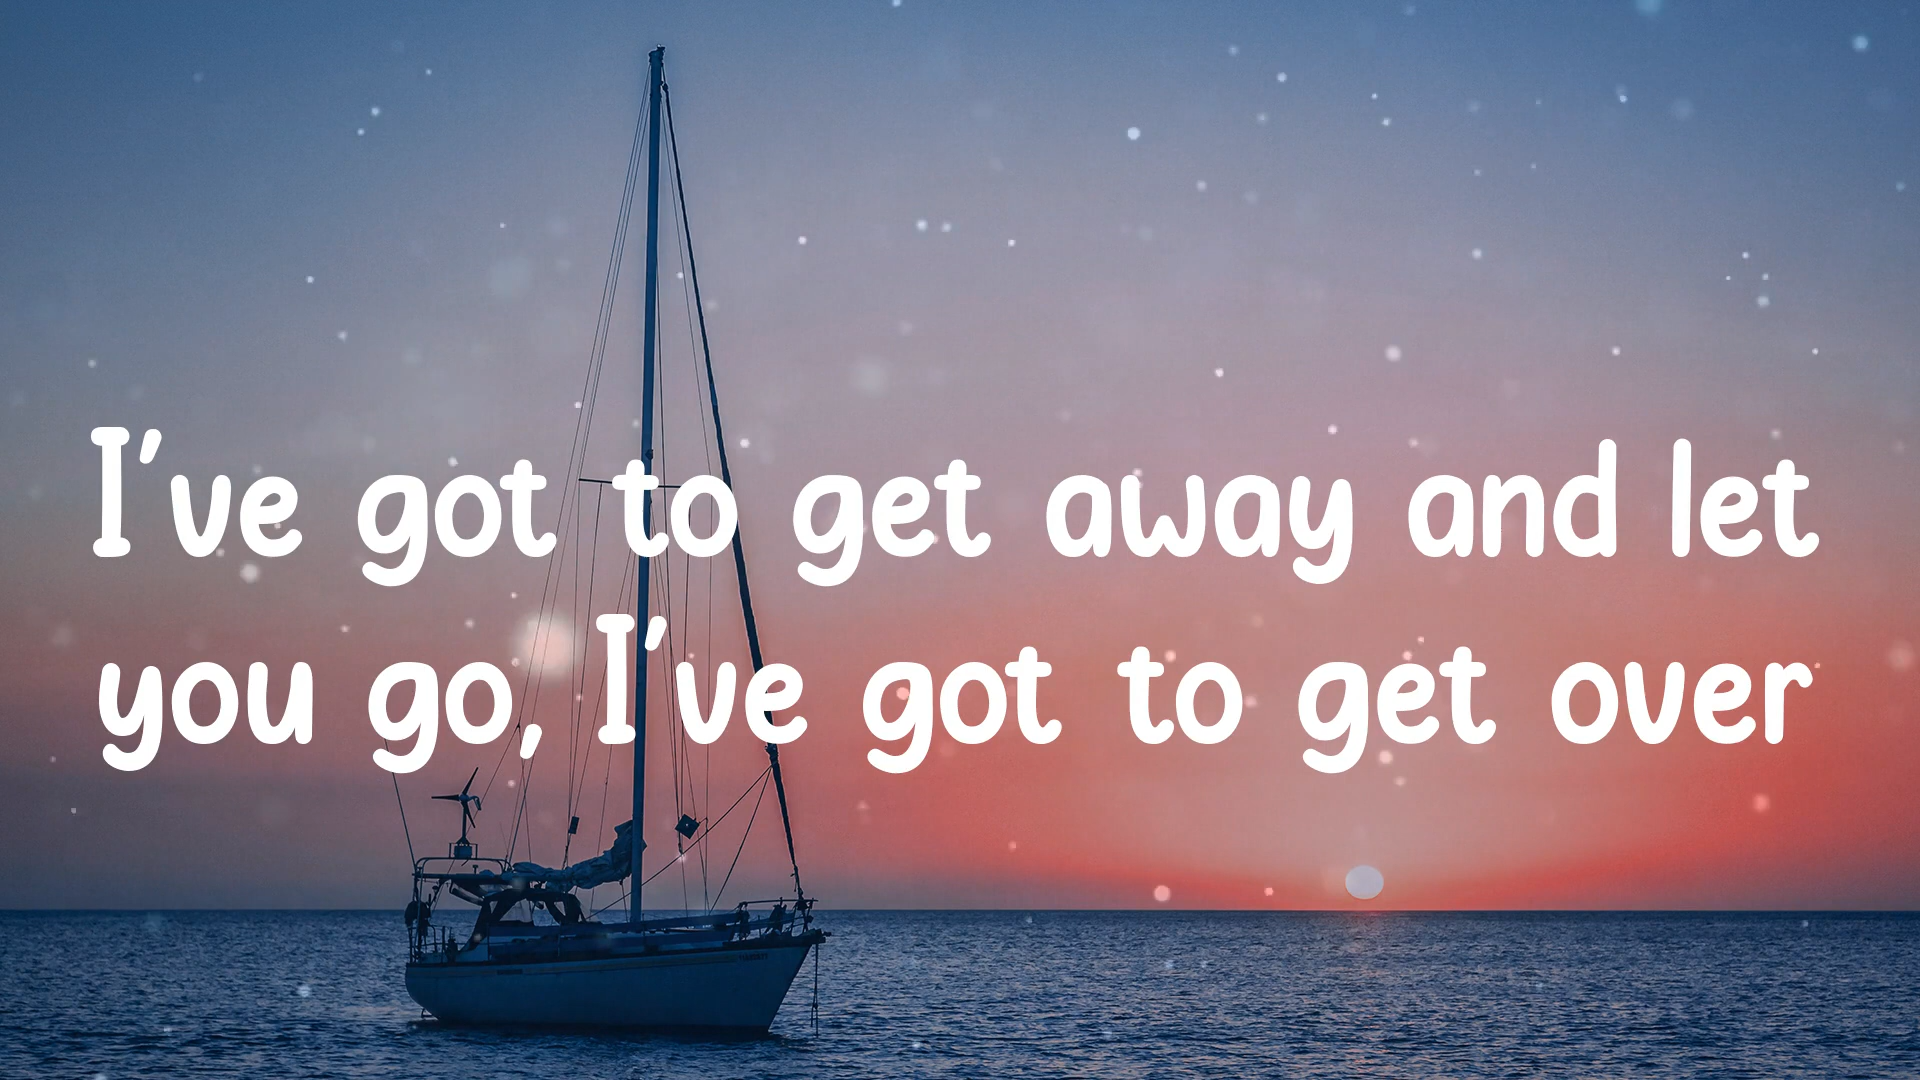 I've got to get away and let
you go, I've got to get over